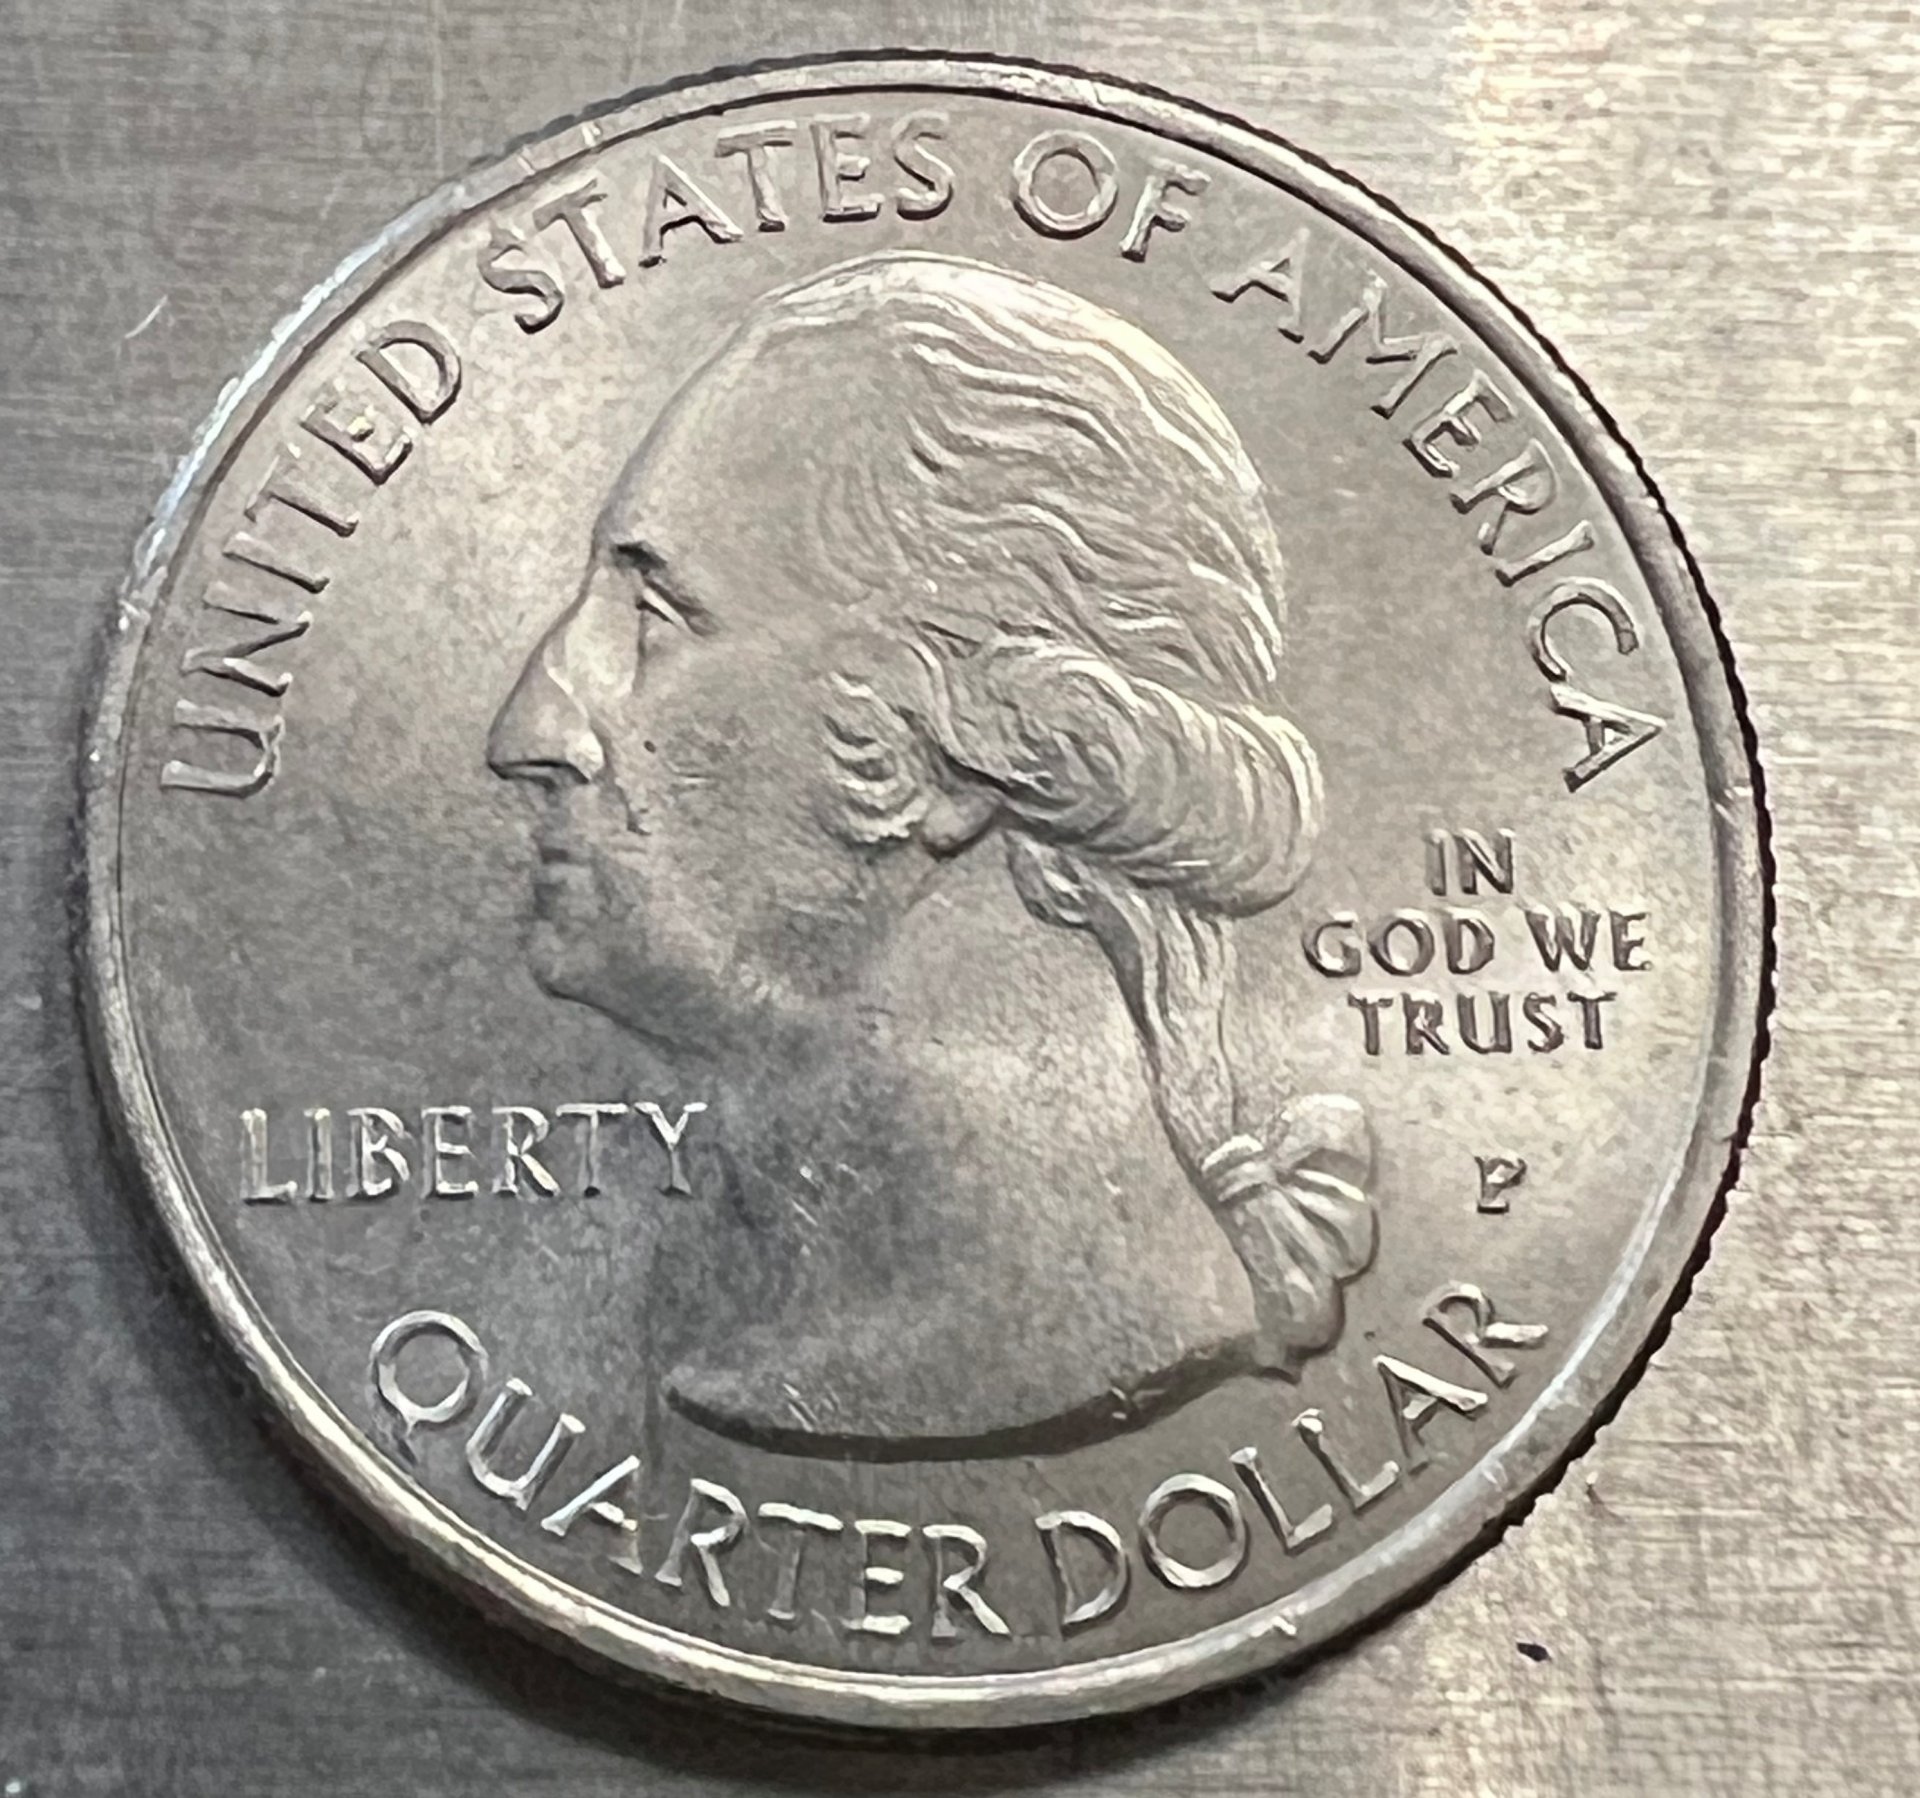 UNITED STATES OF AMERICA
IN
GOD WE
TRUST
LIBERTY
P
QUARTER DOLLAR